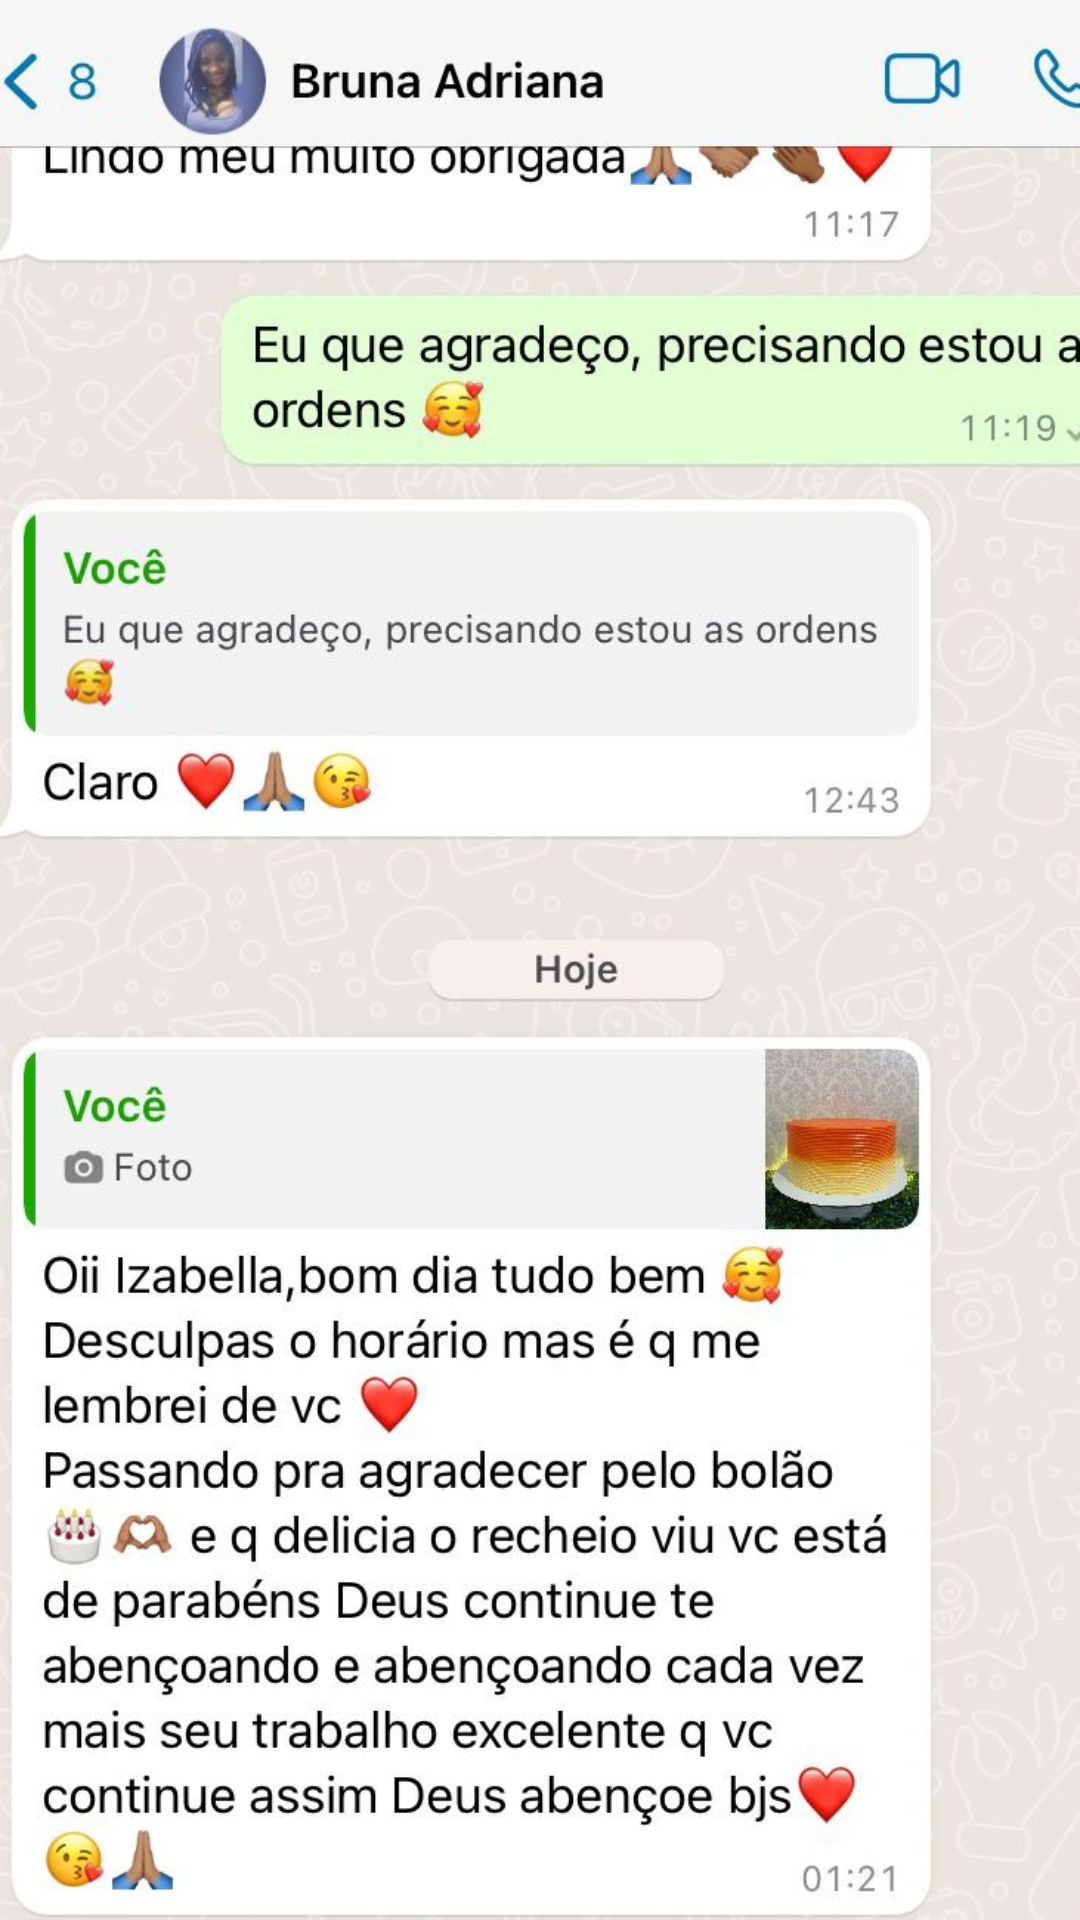 8
Bruna Adriana
Lindo meu muito obrigada🙏🏽🤝🏽👏🏽❤️
11:17
Eu que agradeço, precisando estou a
ordens 🥰
11:19
Você
Eu que agradeço, precisando estou as ordens
🥰
Claro ❤️🙏🏽😘
12:43
Hoje
Você
Foto
Oii Izabella,bom dia tudo bem 🥰
Desculpas o horário mas é q me
lembrei de vc ❤️
Passando pra agradecer pelo bolão
🎂🫶🏽 e q delicia o recheio viu vc está
de parabéns Deus continue te
abençoando e abençoando cada vez
mais seu trabalho excelente q vc
continue assim Deus abençoe bjs❤️
😘🙏🏽
01:21